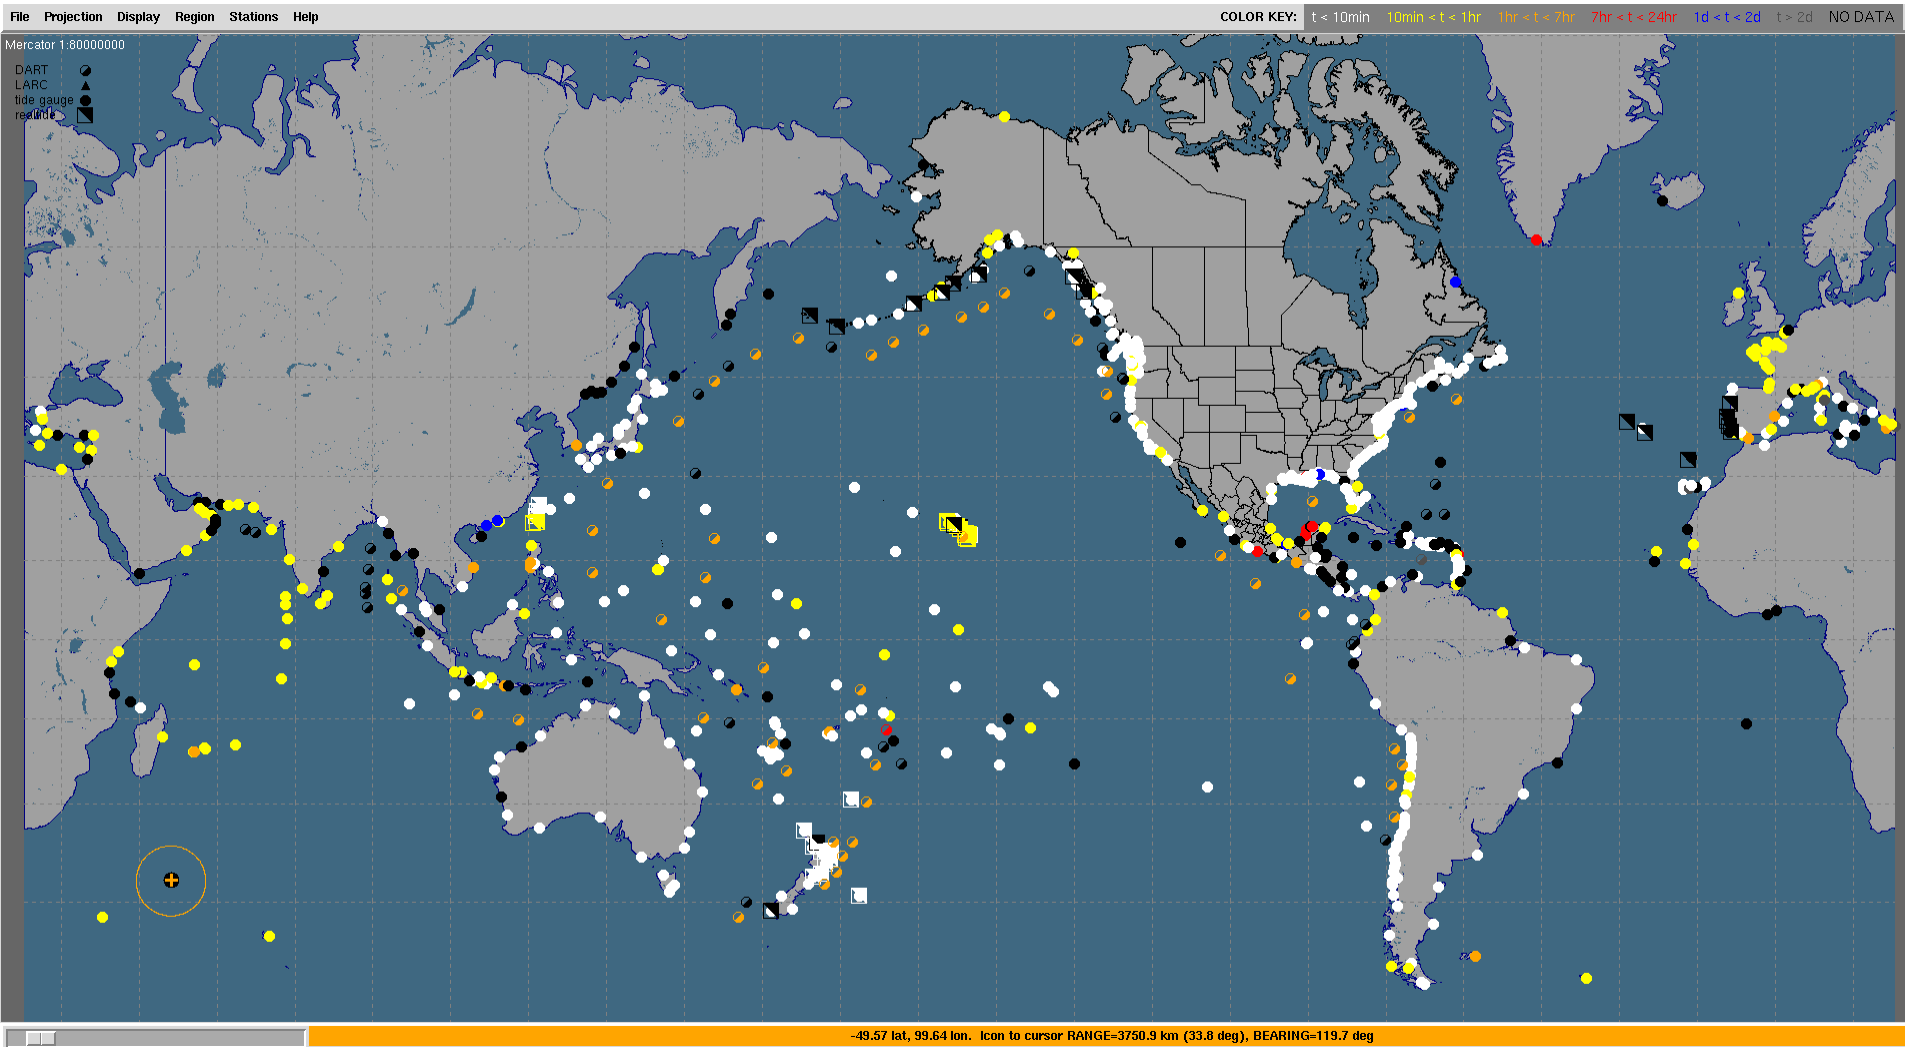 File Projection Display Region Stations Help COLOR KEY: t < 10min 10min < t < 1hr 1hr < t < 7hr 7hr < t < 24hr 1d < t < 2d t > 2d NO DATA
Mercator 1:80000000
DART
LARC
tide gauge
-49.57 lat, 99.64 lon. Icon to cursor RANGE=3750.9 km (33.8 deg), BEARING=119.7 deg